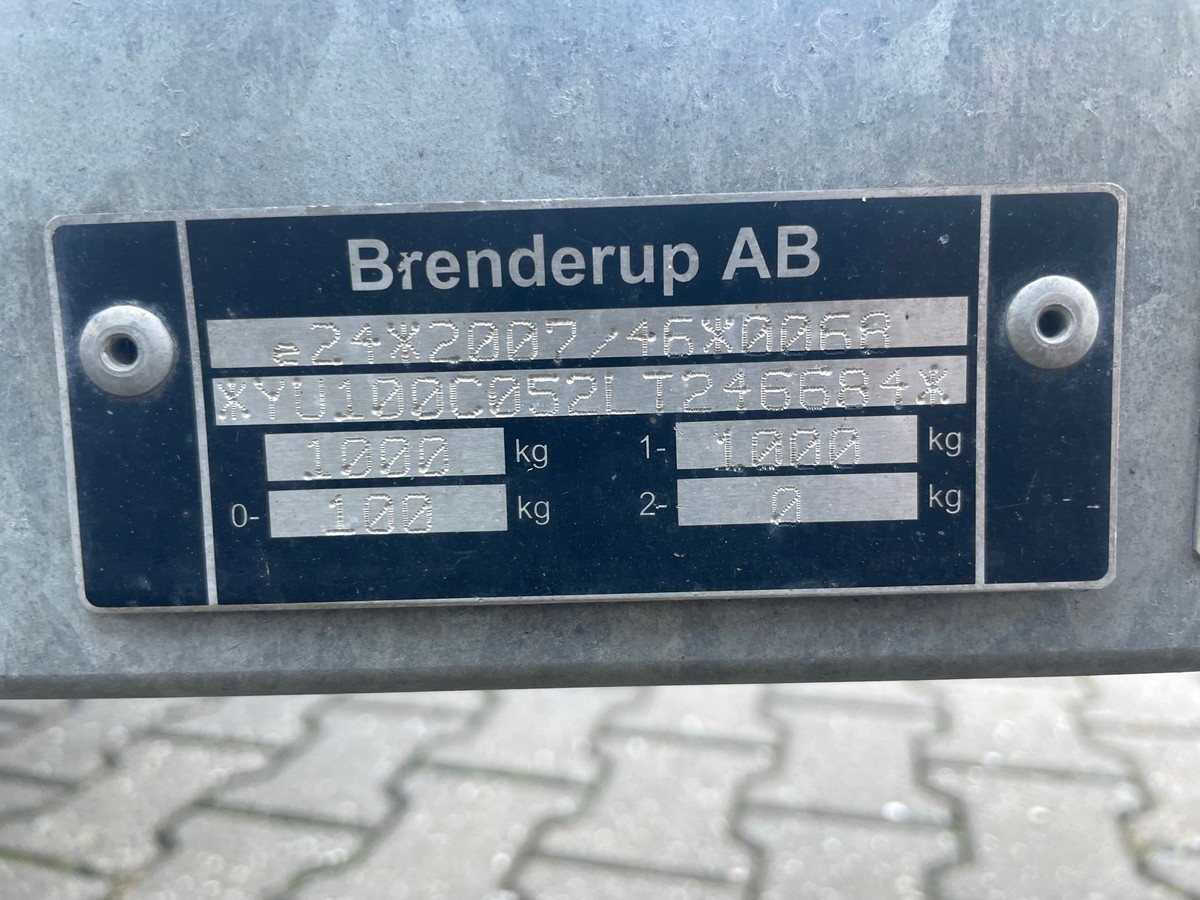 Brenderup AB
e24*2007/46*0068
*YU100C052LT246684*
1000 kg 1- 1000 kg
0- 100 kg 2- 0 kg